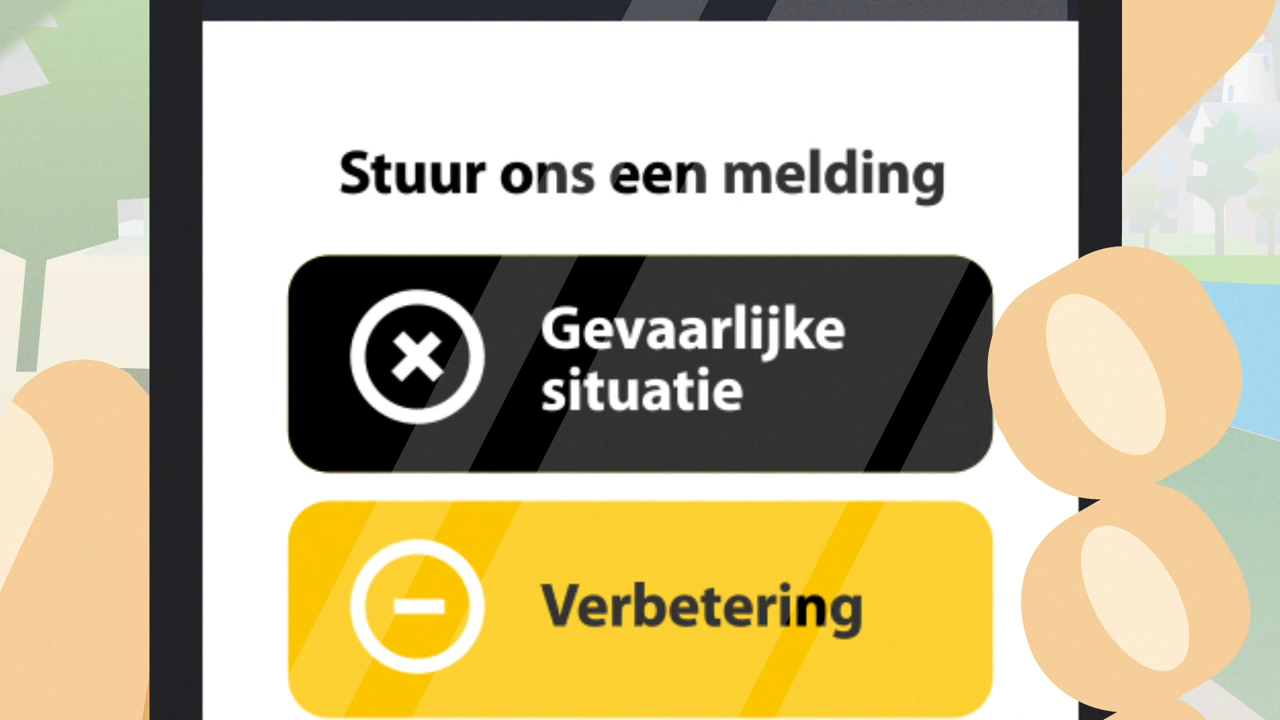 Stuur ons een melding
Gevaarlijke
situatie
Verbetering